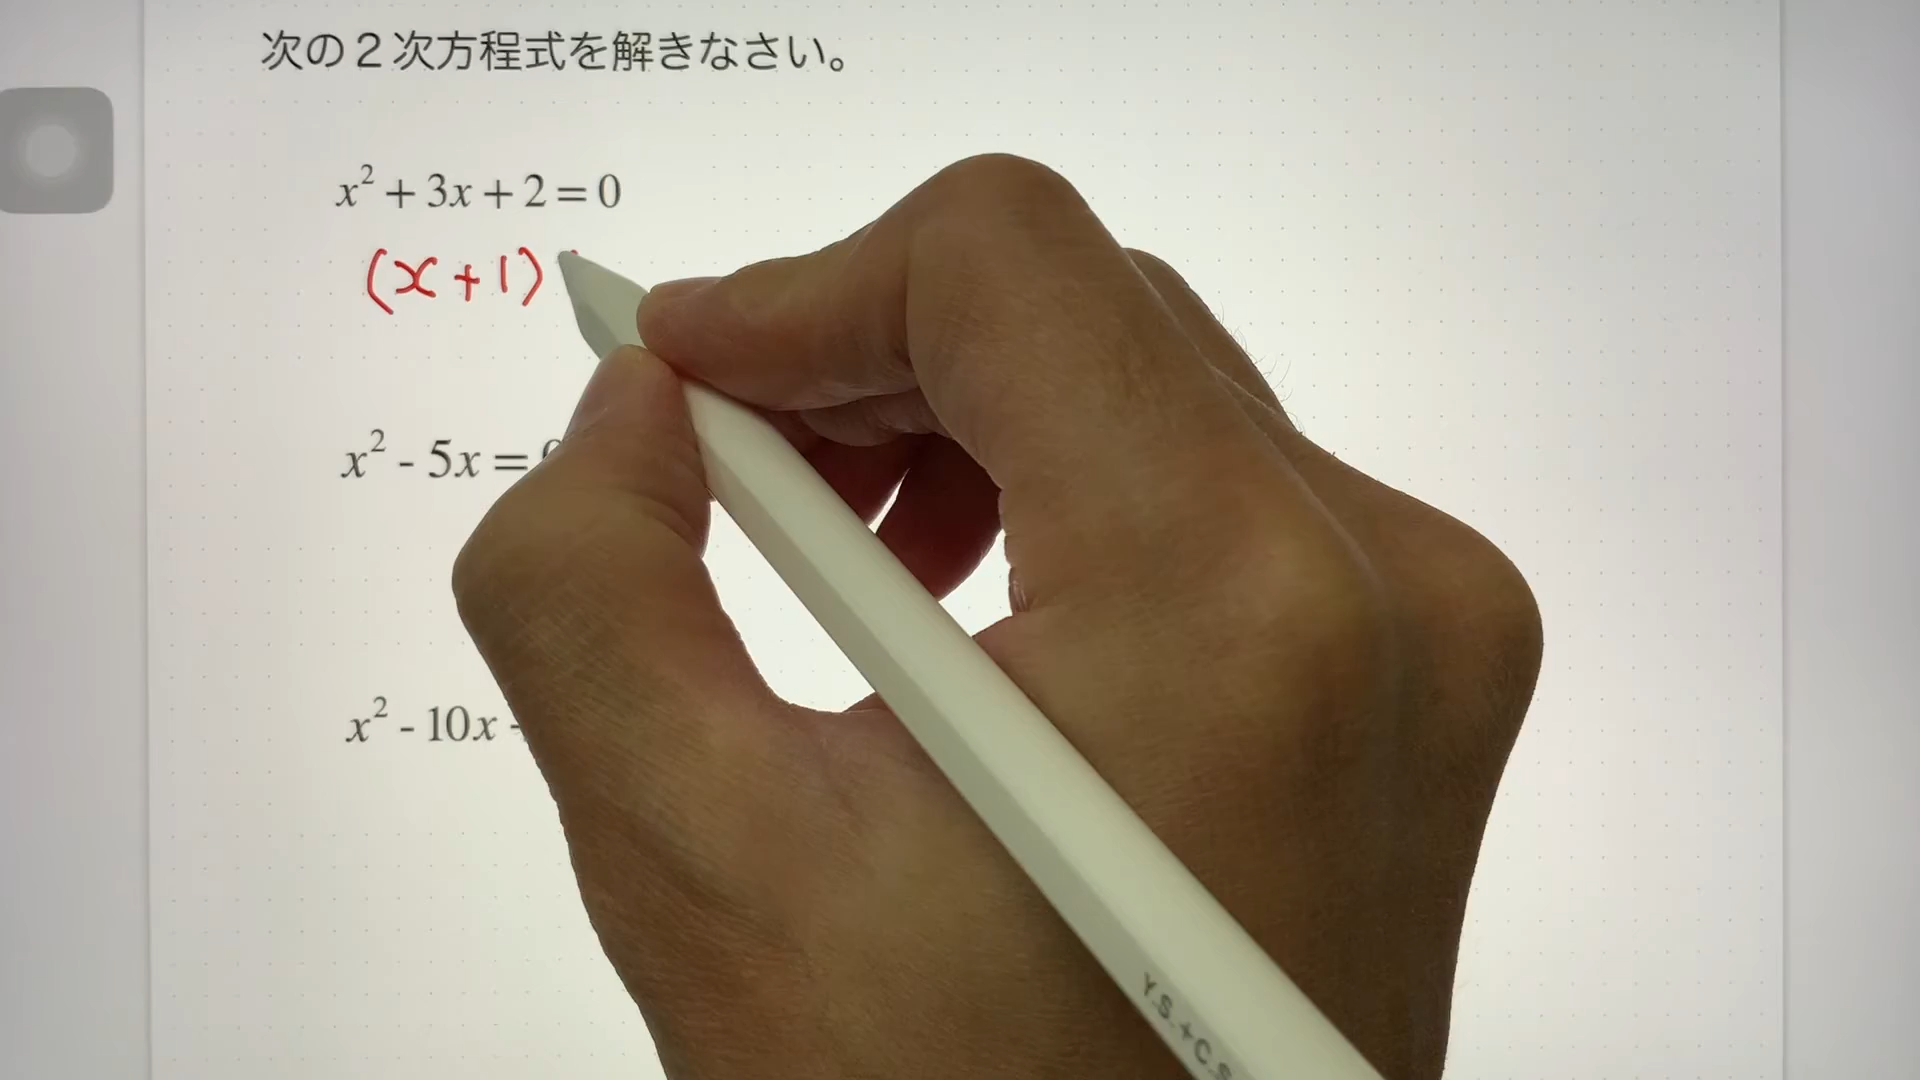 次の2次方程式を解きなさい。
x² + 3x + 2 = 0
(x + 1)
x² - 5x =
x² - 10x
Y.S.+C.S